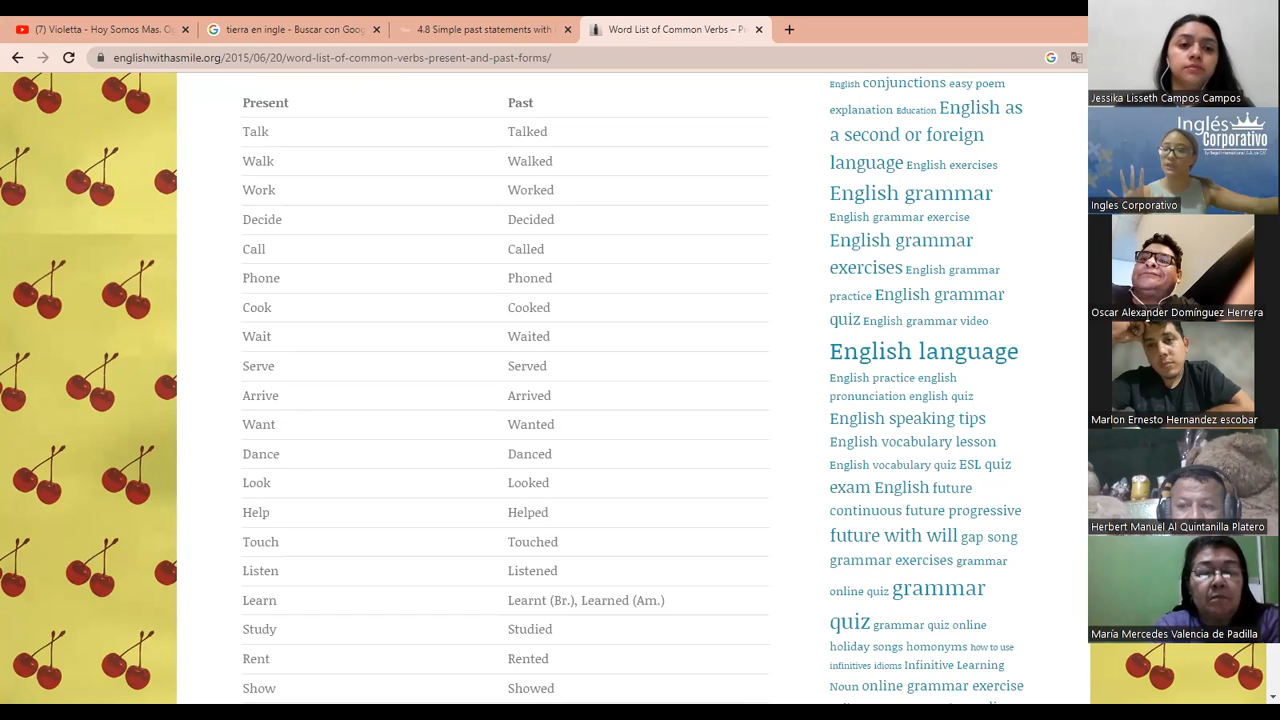 (7) Violetta - Hoy Somos Mas. O
tierra en ingle - Buscar con Goog
4.8 Simple past statements with
Word List of Common Verbs – P
englishwithasmile.org/2015/06/20/word-list-of-common-verbs-present-and-past-forms/
Present Past
Talk Talked
Walk Walked
Work Worked
Decide Decided
Call Called
Phone Phoned
Cook Cooked
Wait Waited
Serve Served
Arrive Arrived
Want Wanted
Dance Danced
Look Looked
Help Helped
Touch Touched
Listen Listened
Learn Learnt (Br.), Learned (Am.)
Study Studied
Rent Rented
Show Showed
English conjunctions easy poem
explanation Education English as
a second or foreign
language English exercises
English grammar
English grammar exercise
English grammar
exercises English grammar
practice English grammar
quiz English grammar video
English language
English practice english
pronunciation english quiz
English speaking tips
English vocabulary lesson
English vocabulary quiz ESL quiz
exam English future
continuous future progressive
future with will gap song
grammar exercises grammar
online quiz grammar
quiz grammar quiz online
holiday songs homonyms how to use
infinitives idioms Infinitive Learning
Noun online grammar exercise
Jessika Lisseth Campos Campos
Inglés
Corporativo
Ingles Corporativo
Oscar Alexander Domínguez Herrera
Marlon Ernesto Hernandez escobar
Herbert Manuel Al Quintanilla Platero
María Mercedes Valencia de Padilla